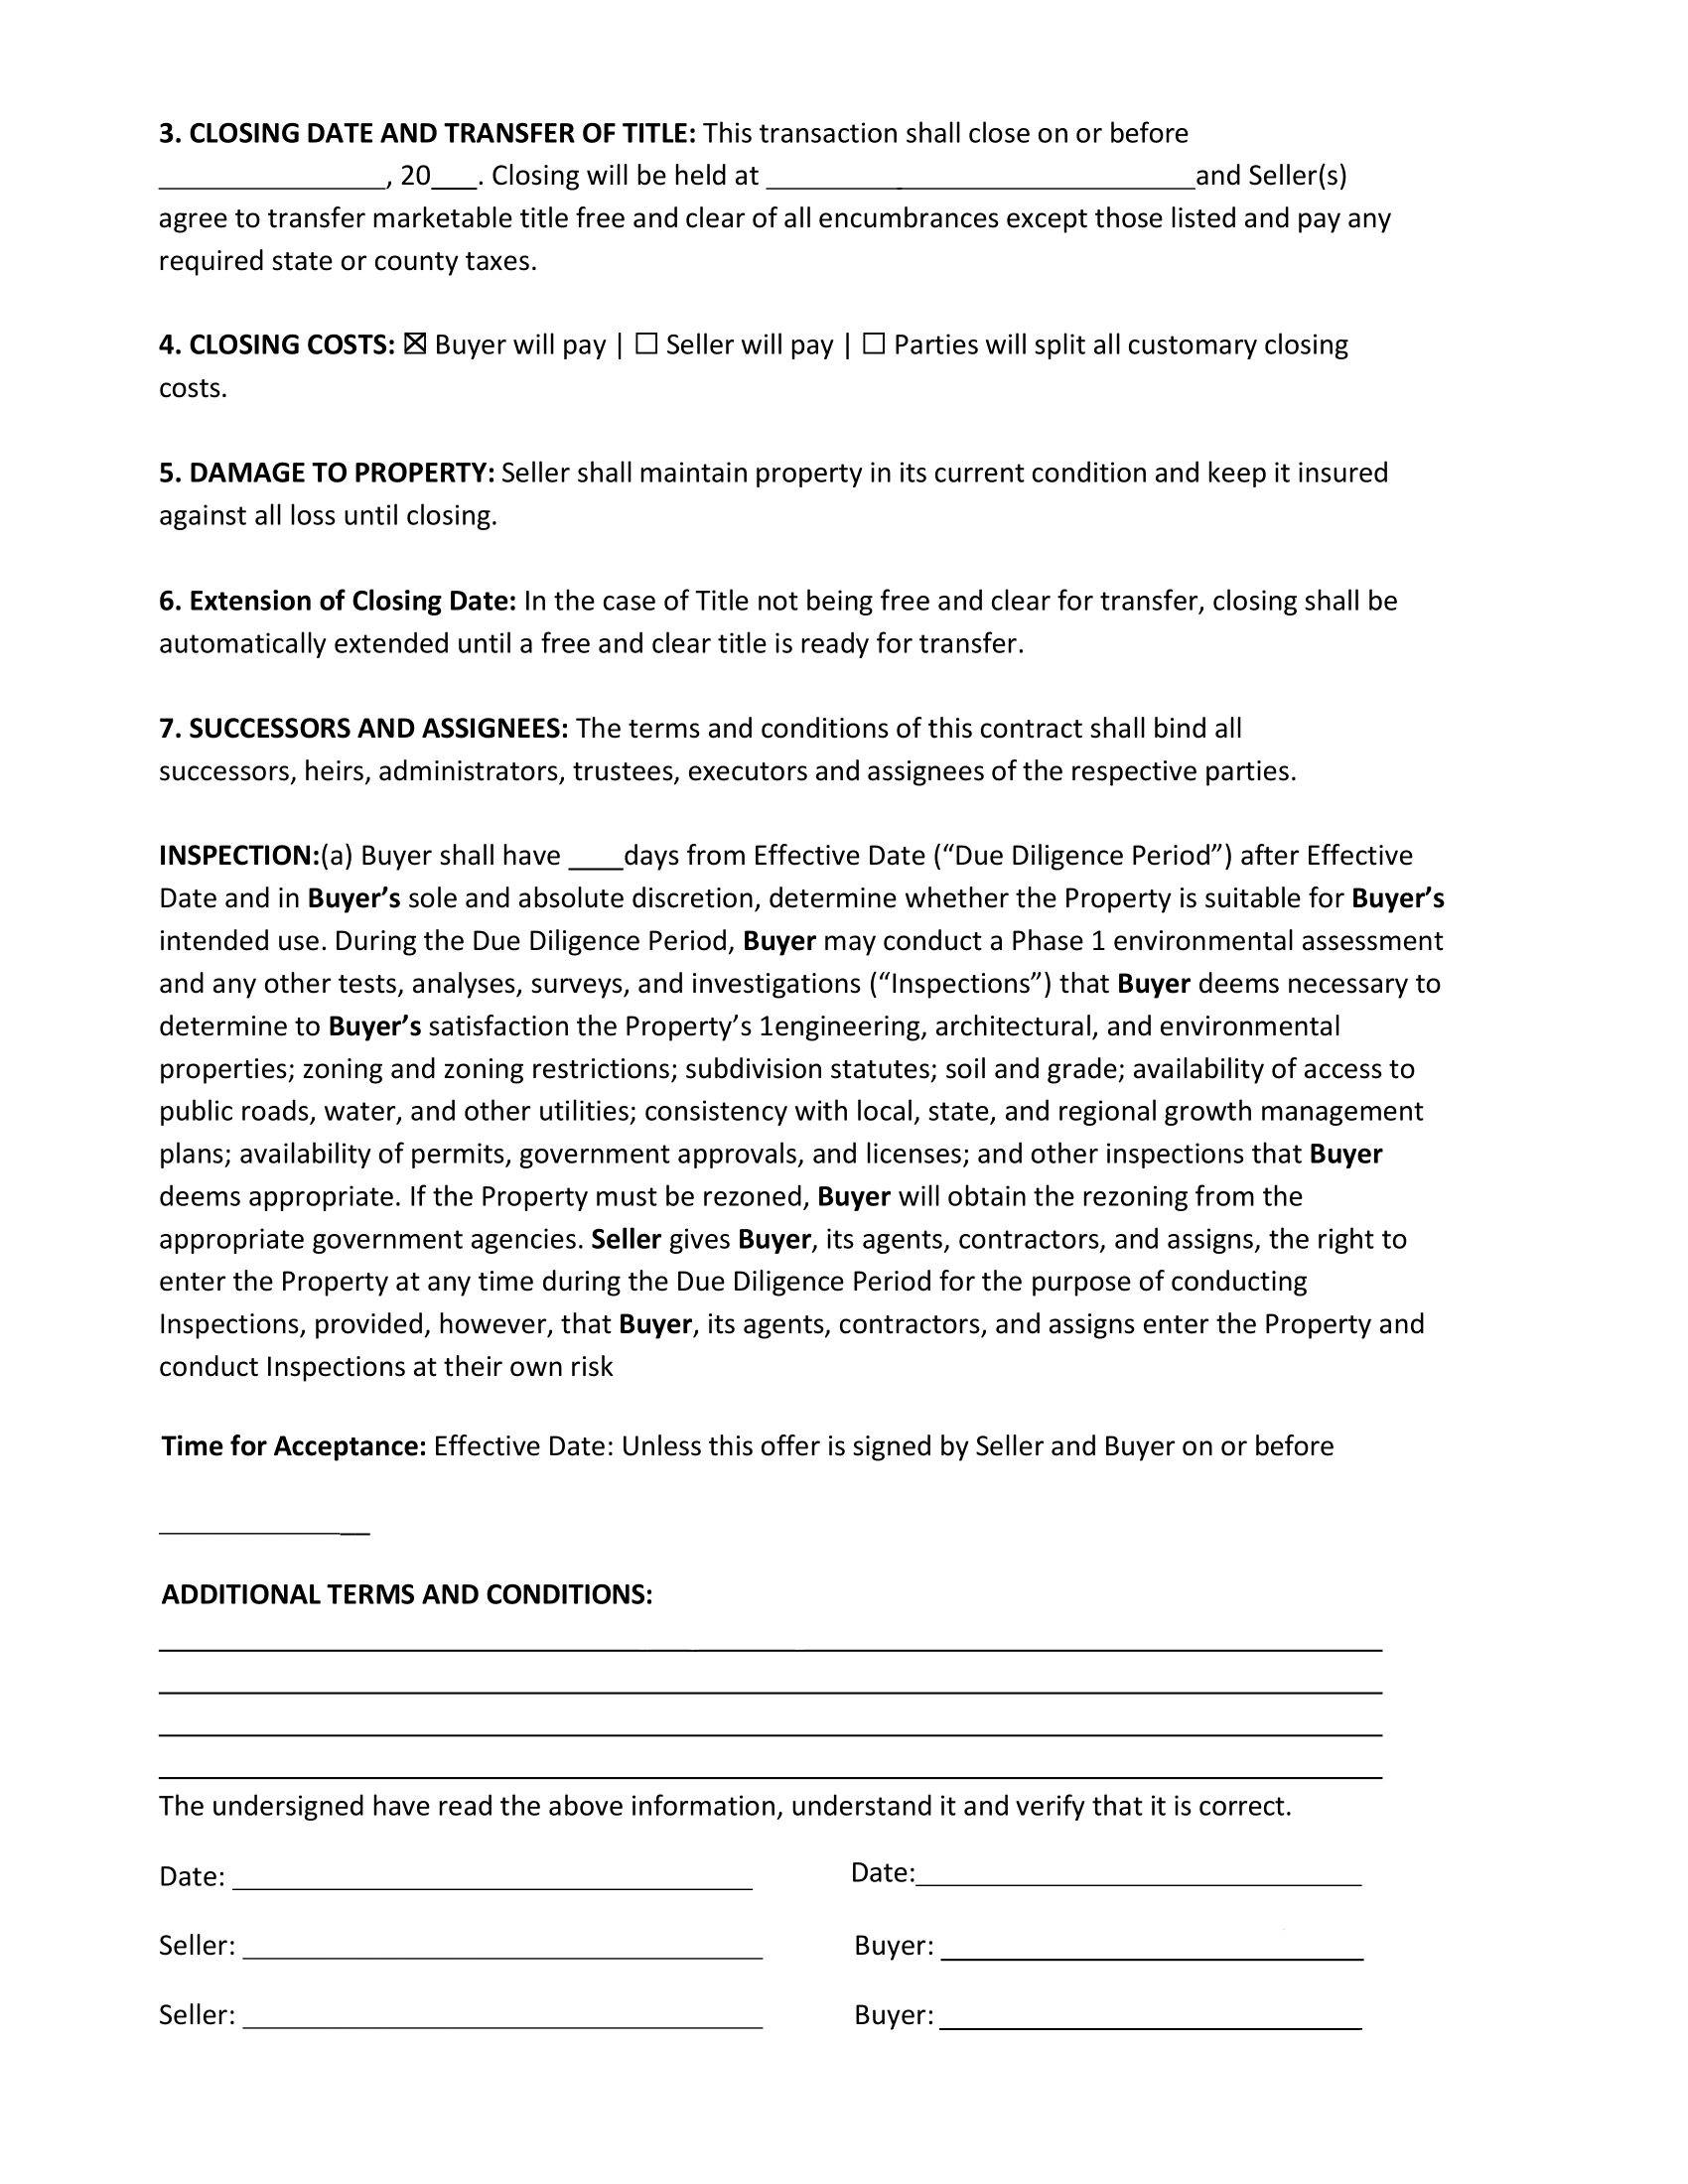 3. CLOSING DATE AND TRANSFER OF TITLE: This transaction shall close on or before
_______________, 20___. Closing will be held at ____________________________and Seller(s)
agree to transfer marketable title free and clear of all encumbrances except those listed and pay any
required state or county taxes.
4. CLOSING COSTS: ☒ Buyer will pay | ☐ Seller will pay | ☐ Parties will split all customary closing
costs.
5. DAMAGE TO PROPERTY: Seller shall maintain property in its current condition and keep it insured
against all loss until closing.
6. Extension of Closing Date: In the case of Title not being free and clear for transfer, closing shall be
automatically extended until a free and clear title is ready for transfer.
7. SUCCESSORS AND ASSIGNEES: The terms and conditions of this contract shall bind all
successors, heirs, administrators, trustees, executors and assignees of the respective parties.
INSPECTION:(a) Buyer shall have ____days from Effective Date (“Due Diligence Period”) after Effective
Date and in Buyer’s sole and absolute discretion, determine whether the Property is suitable for Buyer’s
intended use. During the Due Diligence Period, Buyer may conduct a Phase 1 environmental assessment
and any other tests, analyses, surveys, and investigations (“Inspections”) that Buyer deems necessary to
determine to Buyer’s satisfaction the Property’s 1engineering, architectural, and environmental
properties; zoning and zoning restrictions; subdivision statutes; soil and grade; availability of access to
public roads, water, and other utilities; consistency with local, state, and regional growth management
plans; availability of permits, government approvals, and licenses; and other inspections that Buyer
deems appropriate. If the Property must be rezoned, Buyer will obtain the rezoning from the
appropriate government agencies. Seller gives Buyer, its agents, contractors, and assigns, the right to
enter the Property at any time during the Due Diligence Period for the purpose of conducting
Inspections, provided, however, that Buyer, its agents, contractors, and assigns enter the Property and
conduct Inspections at their own risk
Time for Acceptance: Effective Date: Unless this offer is signed by Seller and Buyer on or before
______________
ADDITIONAL TERMS AND CONDITIONS:
The undersigned have read the above information, understand it and verify that it is correct.
Date: ____________________ Date:____________________
Seller: ____________________ Buyer: ____________________
Seller: ____________________ Buyer: ____________________